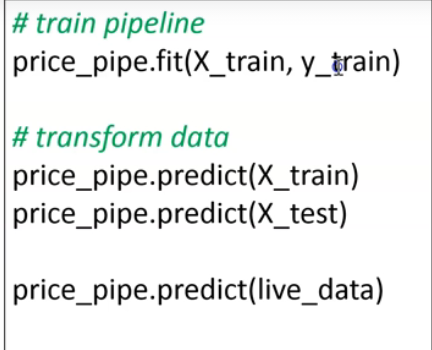 # train pipeline
price_pipe.fit(X_train, y_train)
# transform data
price_pipe.predict(X_train)
price_pipe.predict(X_test)
price_pipe.predict(live_data)